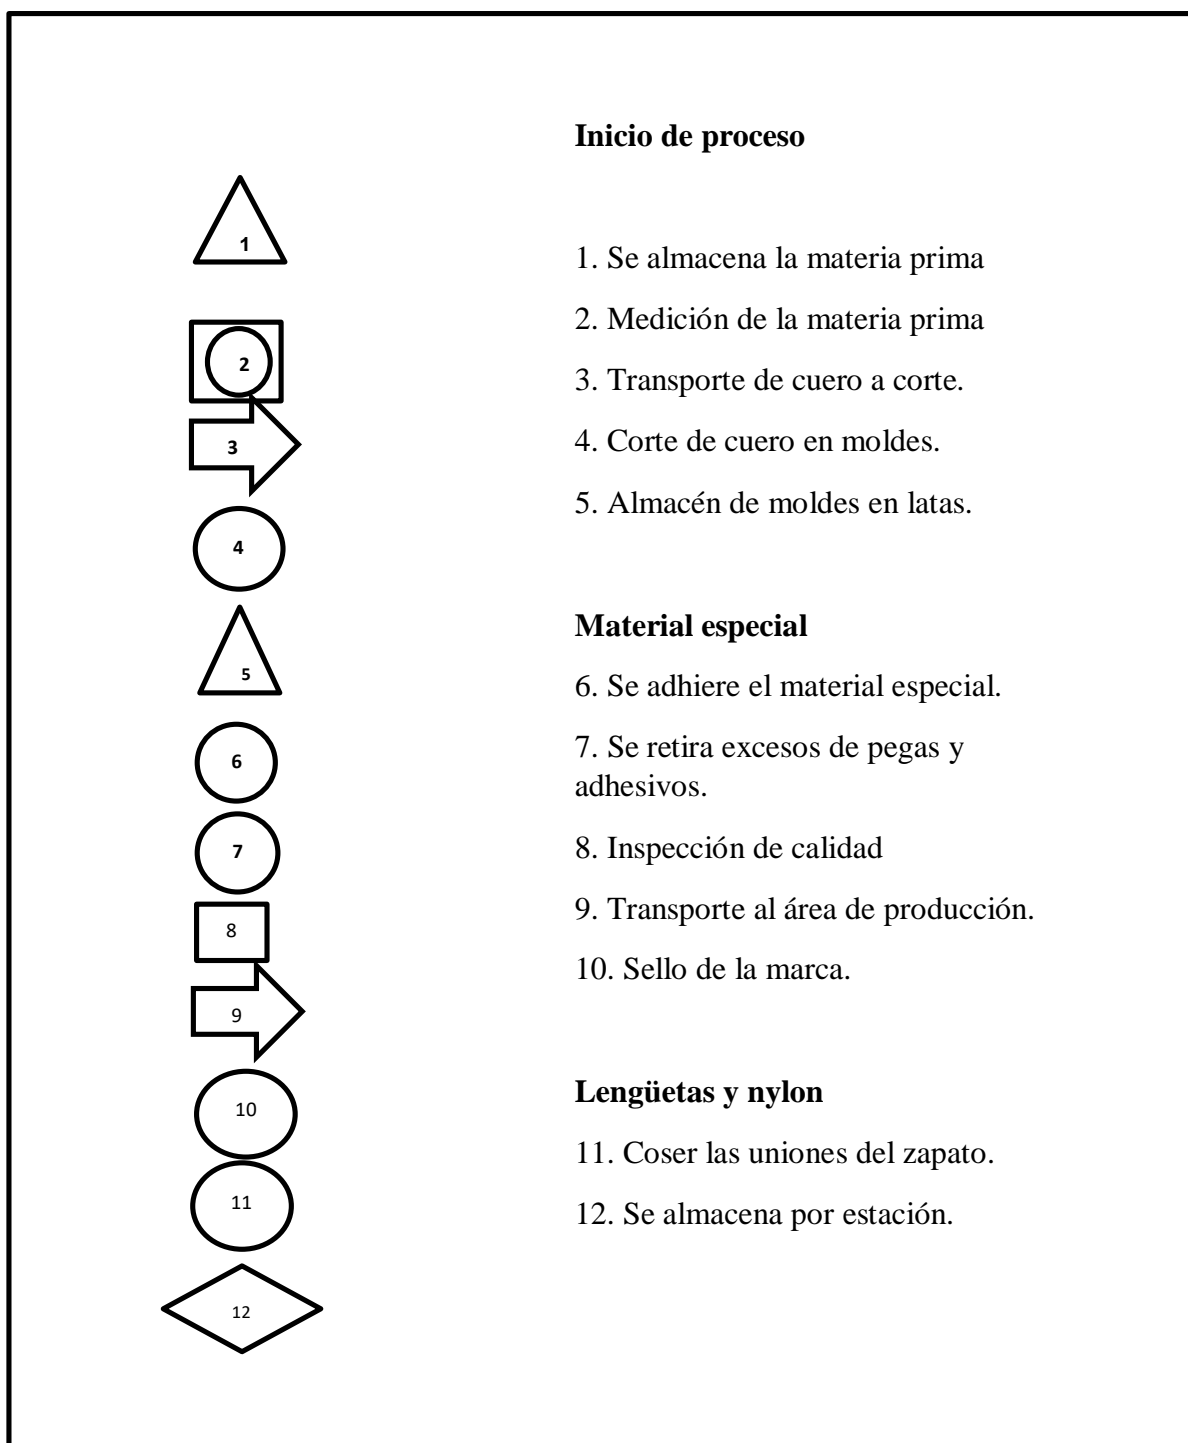 Inicio de proceso
1
1. Se almacena la materia prima
2. Medición de la materia prima
2
3. Transporte de cuero a corte.
3
4. Corte de cuero en moldes.
5. Almacén de moldes en latas.
4
Material especial
5
6. Se adhiere el material especial.
6
7. Se retira excesos de pegas y
adhesivos.
7
8. Inspección de calidad
8
9. Transporte al área de producción.
10. Sello de la marca.
9
Lengüetas y nylon
10
11. Coser las uniones del zapato.
11
12. Se almacena por estación.
12